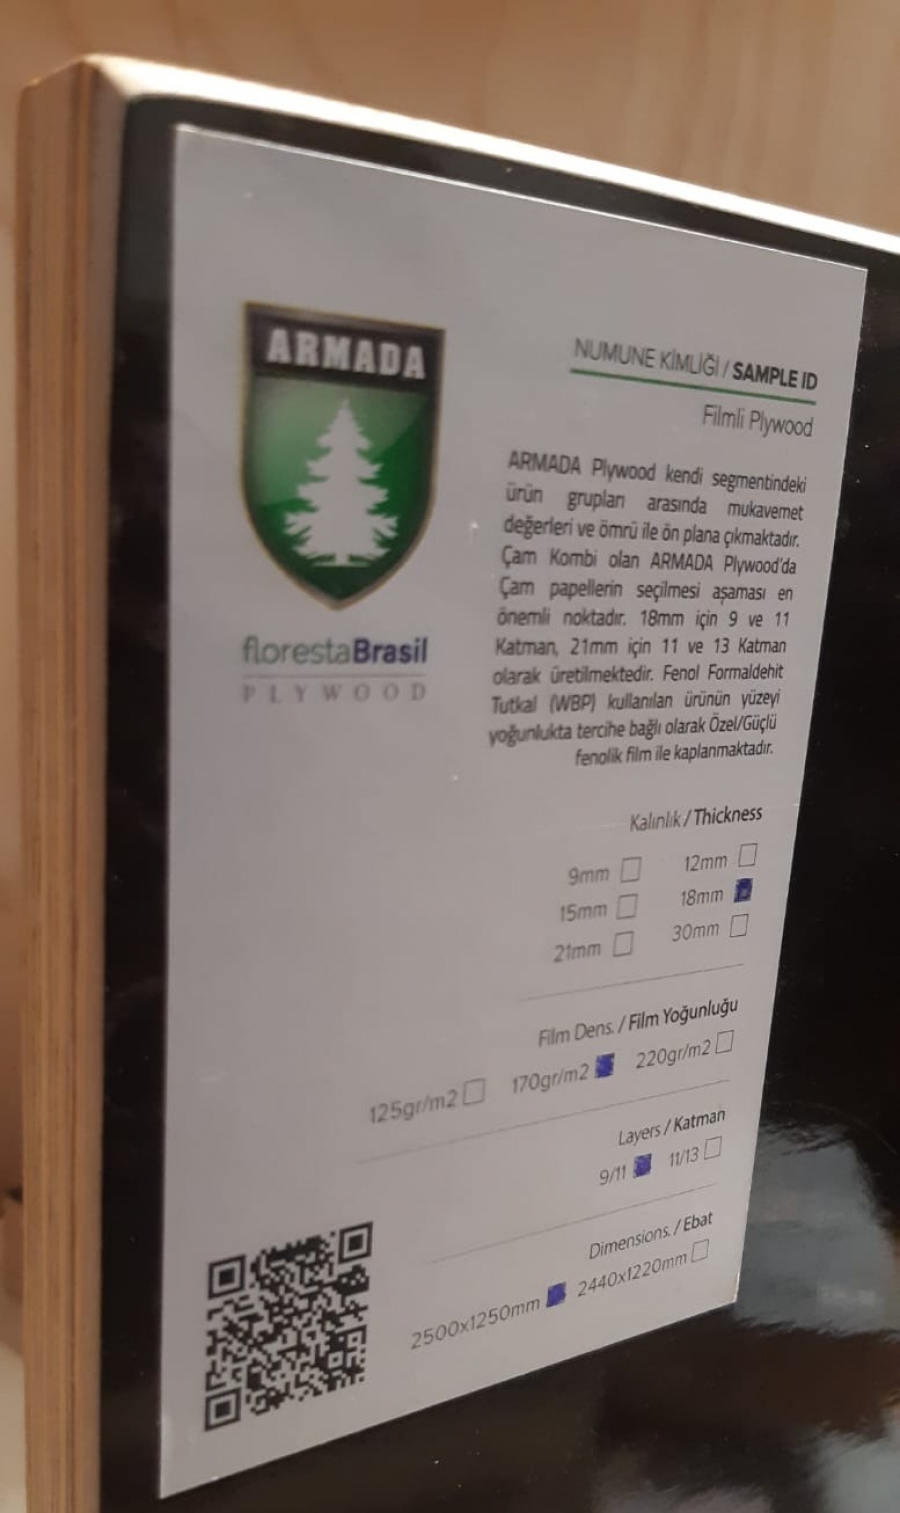 ARMADA
florestaBrasil
PLYWOOD
NUMUNE KİMLİĞİ / SAMPLE ID
Filmli Plywood
ARMADA Plywood kendi segmentindeki
ürün grupları arasında mukavemet
değerleri ve ömrü ile ön plana çıkmaktadır.
Çam Kombi olan ARMADA Plywood'da
Çam papellerin seçilmesi aşaması en
önemli noktadır. 18mm için 9 ve 11
Katman, 21mm için 11 ve 13 Katman
olarak üretilmektedir. Fenol Formaldehit
Tutkal (WBP) kullanılan ürünün yüzeyi
yoğunlukta tercihe bağlı olarak Özel/Güçlü
fenolik film ile kaplanmaktadır.
Kalınlık / Thickness
9mm 12mm
15mm 18mm
21mm 30mm
Film Dens. / Film Yoğunluğu
125gr/m2 170gr/m2 220gr/m2
Layers / Katman
9/11 11/13
Dimensions. / Ebat
2500x1250mm 2440x1220mm